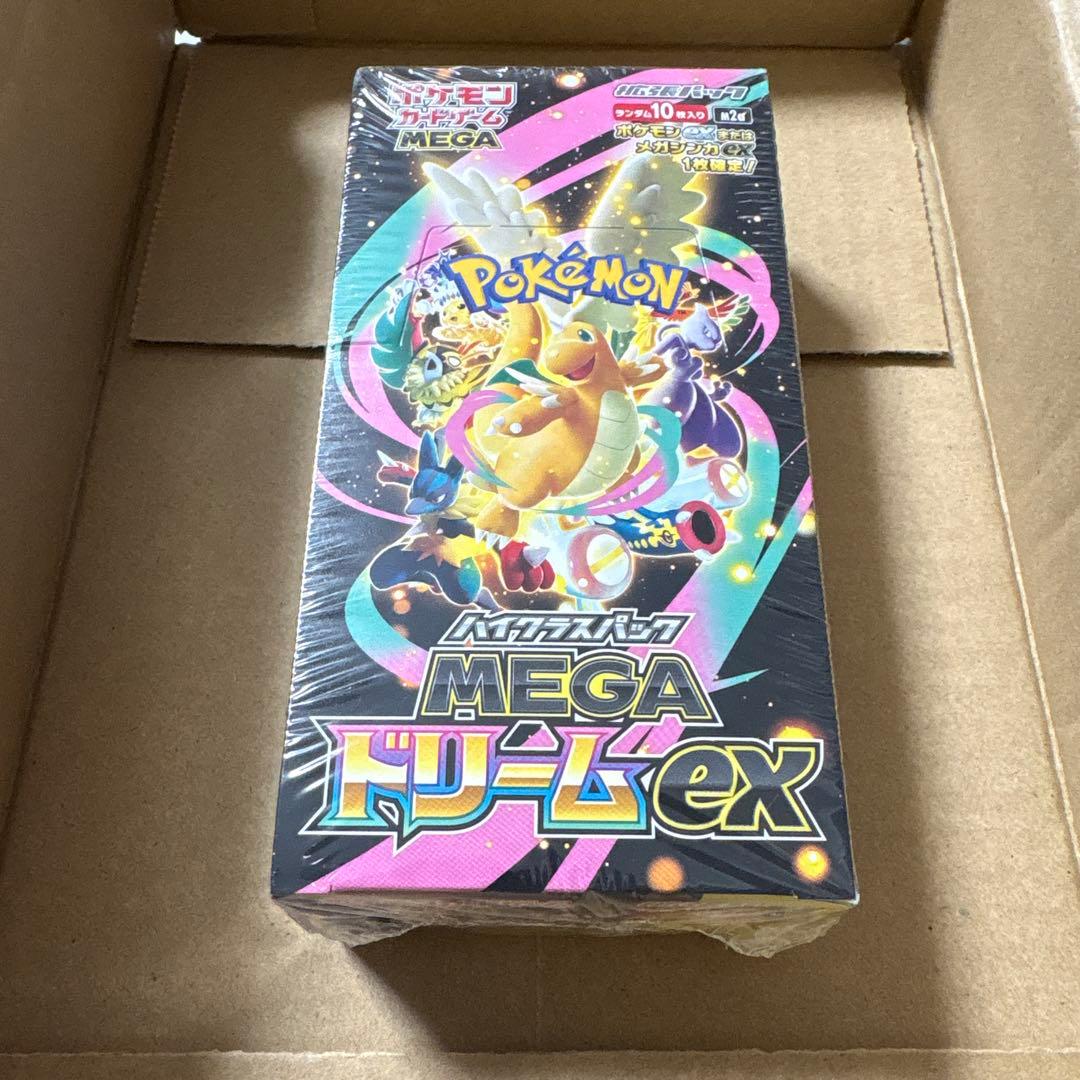 ポケモン
カードゲーム
MEGA
拡張パック
ランダム10枚入り
M2a
ポケモンexまたは
メガシンカex
1枚確定!
POKéMON
TM
ハイクラスパック
MEGA
ドリームex